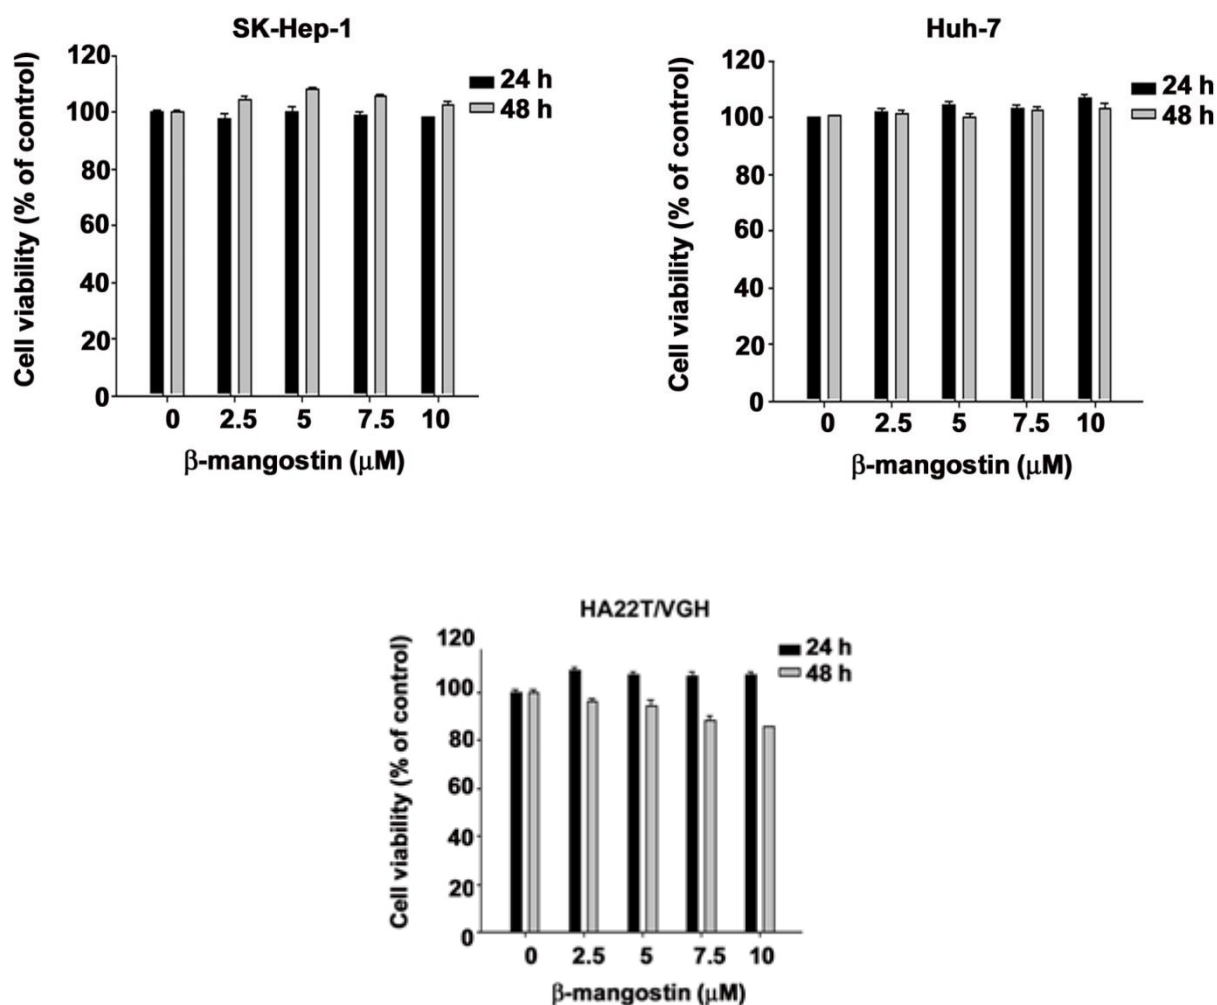 SK-Hep-1
120
100
80
60
40
20
0
Cell viability (% of control)
24 h
48 h
0 2.5 5 7.5 10
β-mangostin (μM)
Huh-7
120
100
80
60
40
20
0
Cell viability (% of control)
24 h
48 h
0 2.5 5 7.5 10
β-mangostin (μM)
HA22T/VGH
120
100
80
60
40
20
0
Cell viability (% of control)
24 h
48 h
0 2.5 5 7.5 10
β-mangostin (μM)